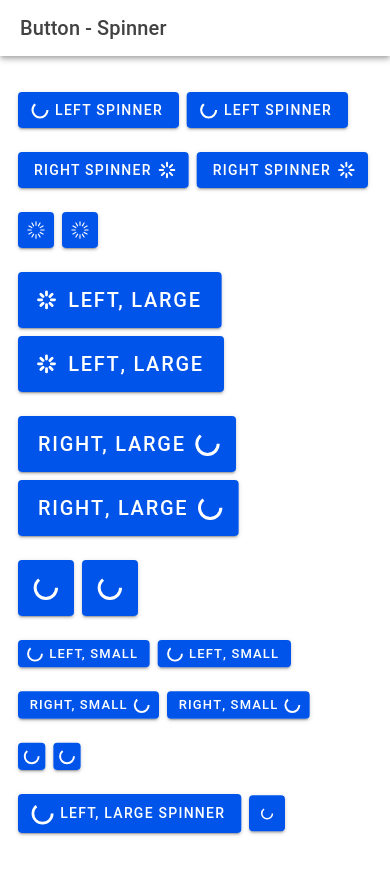 Button - Spinner
LEFT SPINNER LEFT SPINNER
RIGHT SPINNER RIGHT SPINNER
LEFT, LARGE
LEFT, LARGE
RIGHT, LARGE
RIGHT, LARGE
LEFT, SMALL LEFT, SMALL
RIGHT, SMALL RIGHT, SMALL
LEFT, LARGE SPINNER